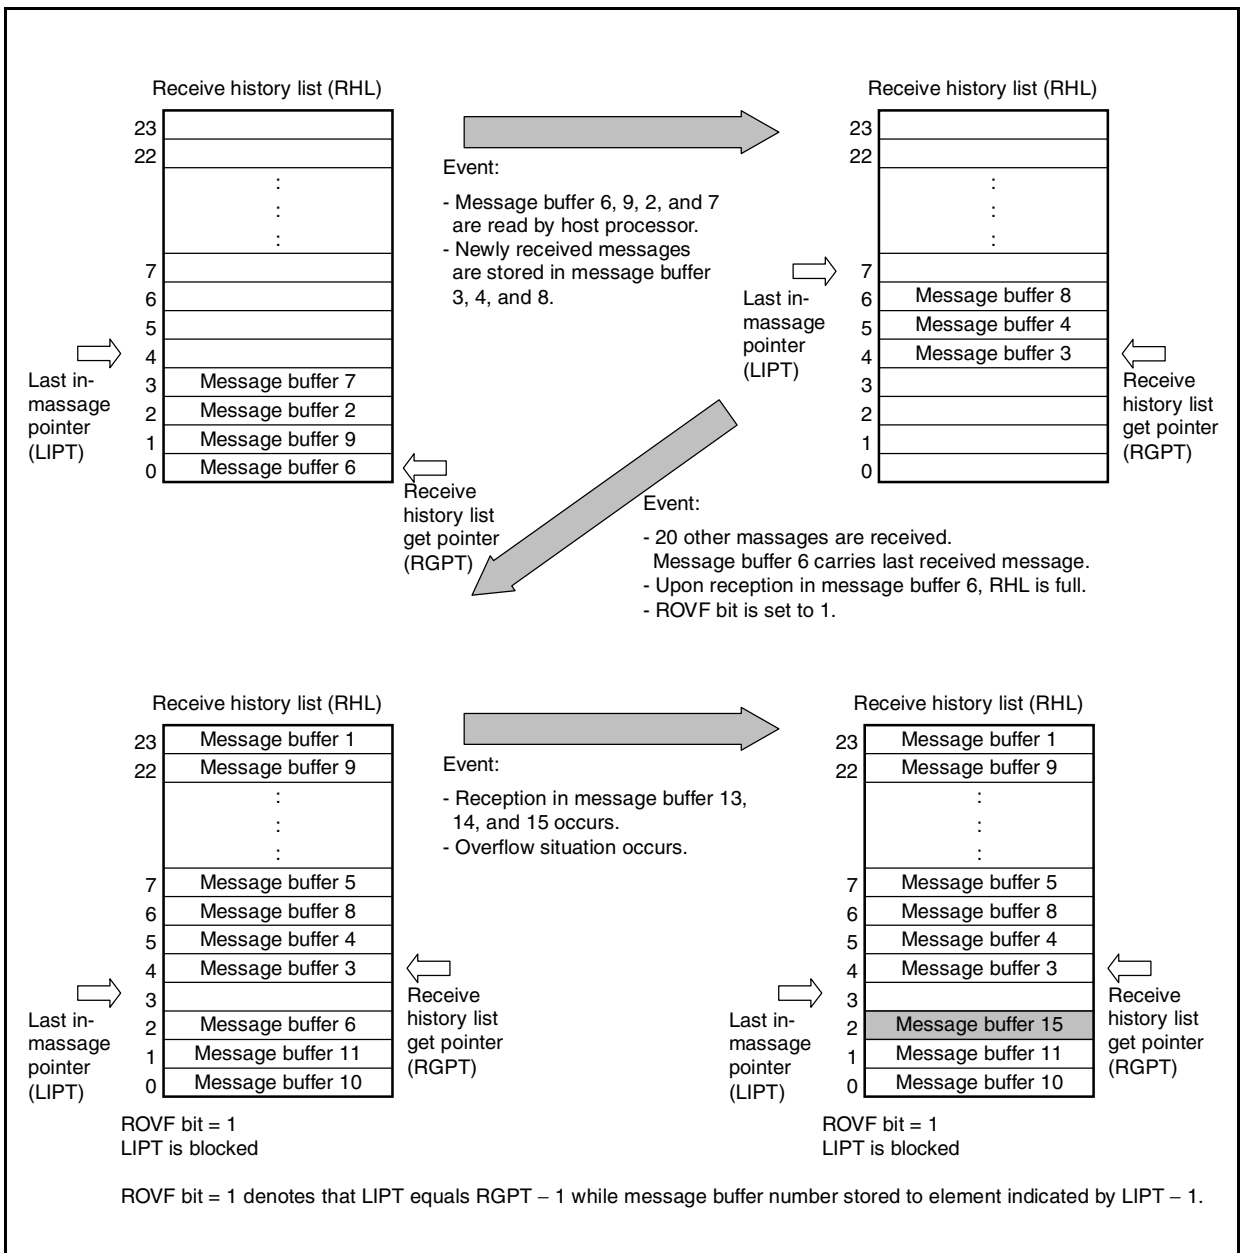 Receive history list (RHL)
23
22
:
:
:
7
6
5
4
3 Message buffer 7
2 Message buffer 2
1 Message buffer 9
0 Message buffer 6
Last in-
massage
pointer
(LIPT)
Receive
history list
get pointer
(RGPT)
Event:
- Message buffer 6, 9, 2, and 7
are read by host processor.
- Newly received messages
are stored in message buffer
3, 4, and 8.
Receive history list (RHL)
23
22
:
:
:
7
6 Message buffer 8
5 Message buffer 4
4 Message buffer 3
3
2
1
0
Last in-
massage
pointer
(LIPT)
Receive
history list
get pointer
(RGPT)
Event:
- 20 other massages are received.
Message buffer 6 carries last received message.
- Upon reception in message buffer 6, RHL is full.
- ROVF bit is set to 1.
Receive history list (RHL)
23 Message buffer 1
22 Message buffer 9
:
:
:
7 Message buffer 5
6 Message buffer 8
5 Message buffer 4
4 Message buffer 3
3
2 Message buffer 6
1 Message buffer 11
0 Message buffer 10
Last in-
massage
pointer
(LIPT)
Receive
history list
get pointer
(RGPT)
ROVF bit = 1
LIPT is blocked
Event:
- Reception in message buffer 13,
14, and 15 occurs.
- Overflow situation occurs.
Receive history list (RHL)
23 Message buffer 1
22 Message buffer 9
:
:
:
7 Message buffer 5
6 Message buffer 8
5 Message buffer 4
4 Message buffer 3
3
2 Message buffer 15
1 Message buffer 11
0 Message buffer 10
Last in-
massage
pointer
(LIPT)
Receive
history list
get pointer
(RGPT)
ROVF bit = 1
LIPT is blocked
ROVF bit = 1 denotes that LIPT equals RGPT − 1 while message buffer number stored to element indicated by LIPT − 1.